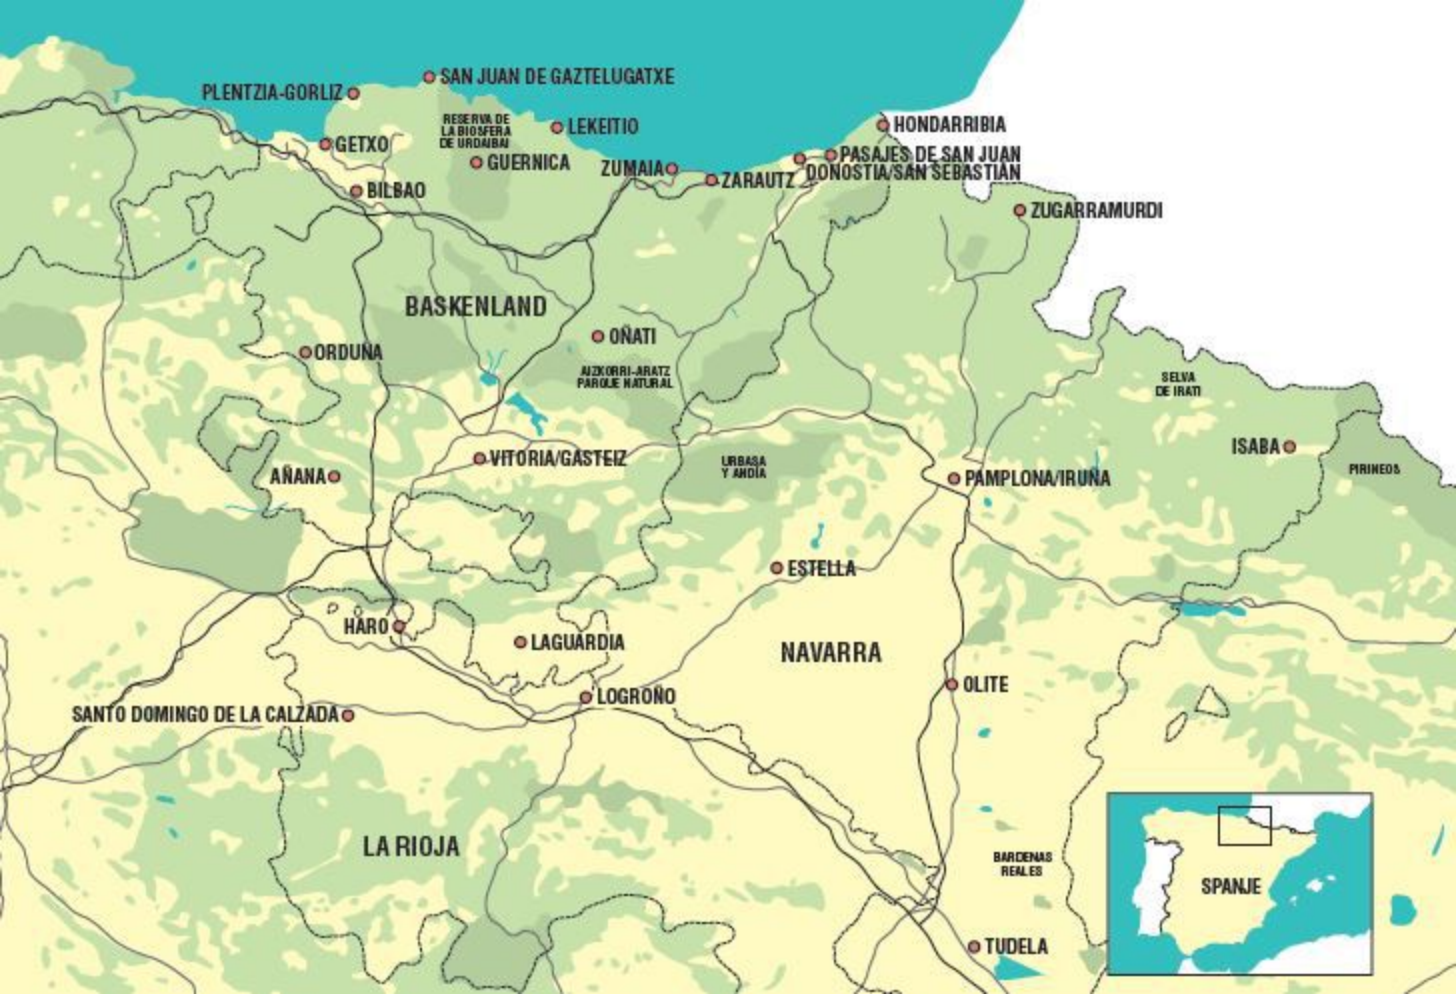 SAN JUAN DE GAZTELUGATXE
PLENTZIA-GORLIZ
RESERVA DE
LA BIOSFERA
DE URDAIBAI
LEKEITIO
HONDARRIBIA
GETXO
GUERNICA
ZUMAIA
PASAJES DE SAN JUAN
DONOSTIA/SAN SEBASTIÁN
ZARAUTZ
BILBAO
ZUGARRAMURDI
BASKENLAND
OÑATI
ORDUÑA
AIZKORRI-ARATZ
PARQUE NATURAL
SELVA
DE IRATI
ISABA
PIRINEOS
VITORIA/GASTEIZ
URBASA
Y ANDÍA
AÑANA
PAMPLONA/IRUÑA
ESTELLA
HARO
LAGUARDIA
NAVARRA
OLITE
LOGROÑO
SANTO DOMINGO DE LA CALZADA
LA RIOJA
BARDENAS
REALES
SPANJE
TUDELA